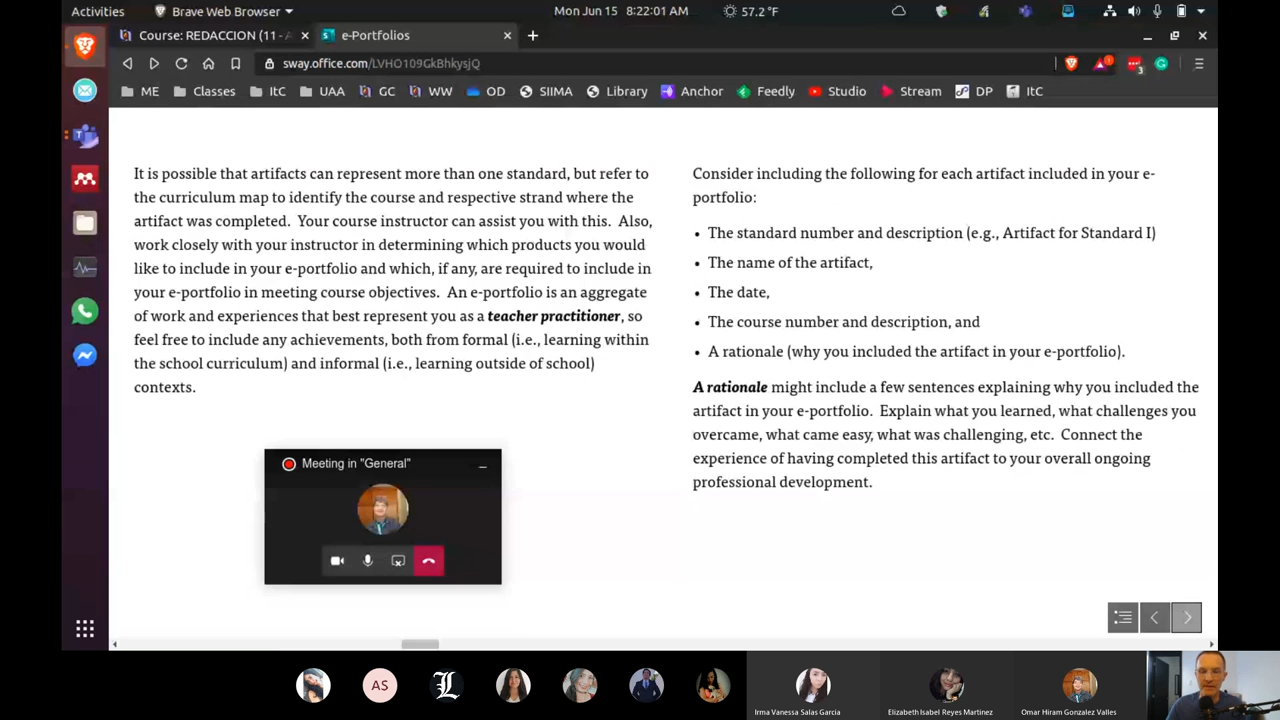 Activities
Brave Web Browser
Mon Jun 15 8:22:01 AM
57.2 °F
Course: REDACCION (11 - A
e-Portfolios
sway.office.com/LVHO109GkBhkysjQ
3
ME
Classes
ItC
UAA
GC
WW
OD
SIIMA
Library
Anchor
Feedly
Studio
Stream
DP
ItC
It is possible that artifacts can represent more than one standard, but refer to
the curriculum map to identify the course and respective strand where the
artifact was completed. Your course instructor can assist you with this. Also,
work closely with your instructor in determining which products you would
like to include in your e-portfolio and which, if any, are required to include in
your e-portfolio in meeting course objectives. An e-portfolio is an aggregate
of work and experiences that best represent you as a teacher practitioner, so
feel free to include any achievements, both from formal (i.e., learning within
the school curriculum) and informal (i.e., learning outside of school)
contexts.
Consider including the following for each artifact included in your e-
portfolio:
• The standard number and description (e.g., Artifact for Standard I)
• The name of the artifact,
• The date,
• The course number and description, and
• A rationale (why you included the artifact in your e-portfolio).
A rationale might include a few sentences explaining why you included the
artifact in your e-portfolio. Explain what you learned, what challenges you
overcame, what came easy, what was challenging, etc. Connect the
experience of having completed this artifact to your overall ongoing
professional development.
Meeting in "General"
AS
L
Irma Vanessa Salas Garcia
Elizabeth Isabel Reyes Martinez
Omar Hiram Gonzalez Valles